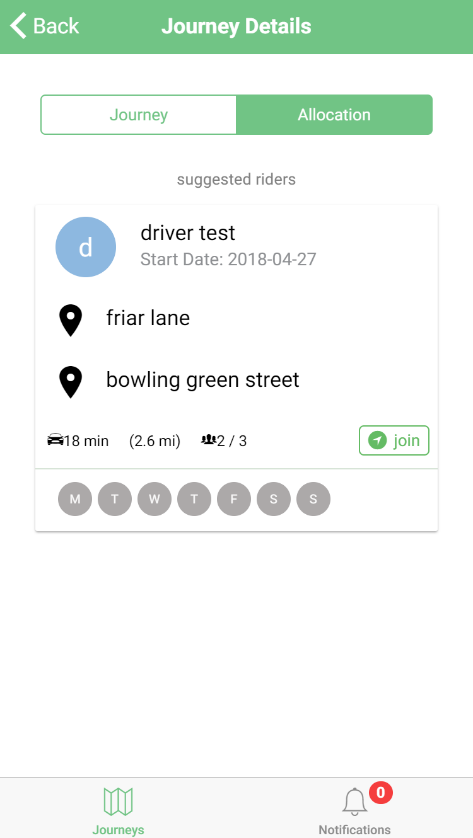 Back
Journey Details
Journey
Allocation
suggested riders
d
driver test
Start Date: 2018-04-27
friar lane
bowling green street
18 min (2.6 mi) 2 / 3 join
M T W T F S S
0
Journeys
Notifications